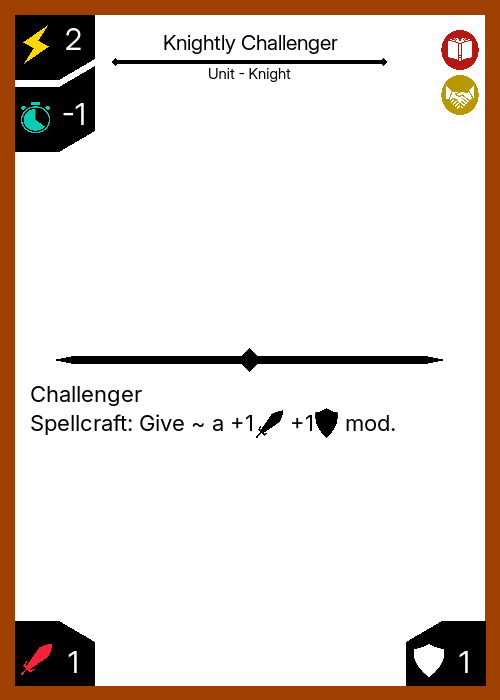 2
Knightly Challenger
Unit - Knight
-1
Challenger
Spellcraft: Give ~ a +1 +1 mod.
1
1